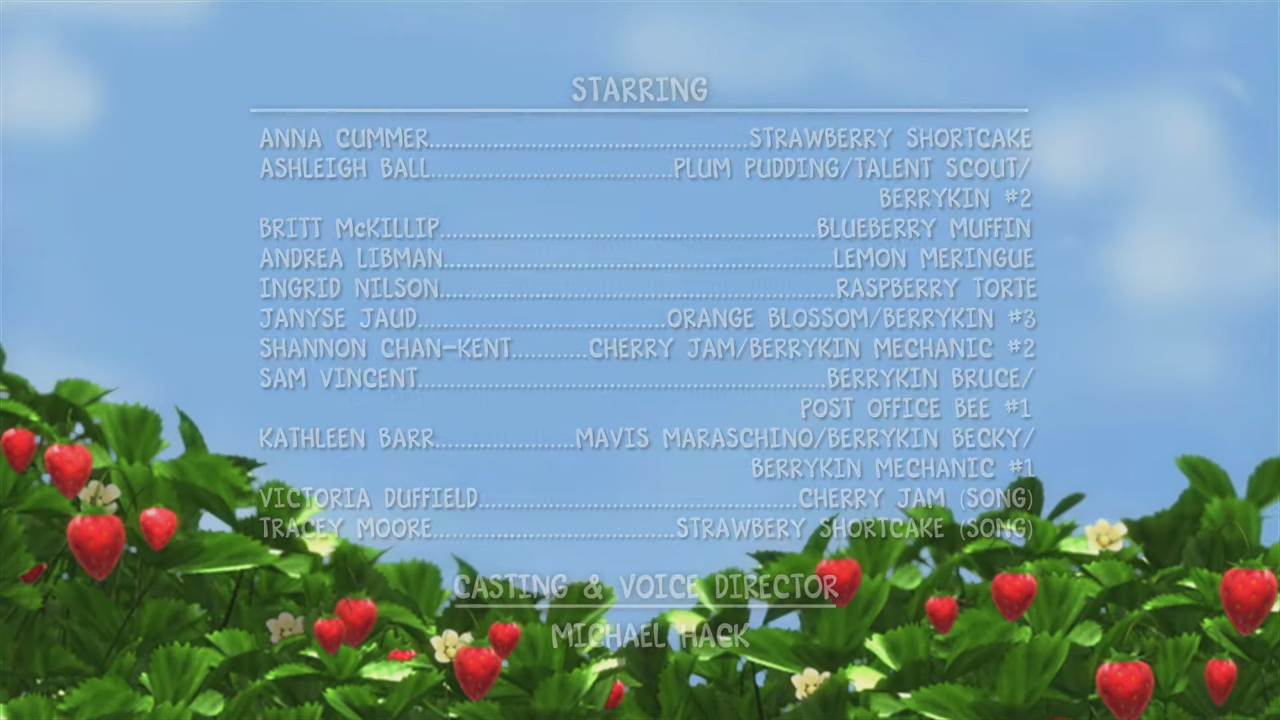 STARRING
ANNA CUMMER..........................................................STRAWBERRY SHORTCAKE
ASHLEIGH BALL............................................PLUM PUDDING/TALENT SCOUT/
BERRYKIN #2
BRITT McKILLIP....................................................................BLUEBERRY MUFFIN
ANDREA LIBMAN......................................................................LEMON MERINGUE
INGRID NILSON.......................................................................RASPBERRY TORTE
JANYSE JAUD.............................................ORANGE BLOSSOM/BERRYKIN #3
SHANNON CHAN-KENT.............CHERRY JAM/BERRYKIN MECHANIC #2
SAM VINCENT..........................................................................BERRYKIN BRUCE/
POST OFFICE BEE #1
KATHLEEN BARR.........................MAVIS MARASCHINO/BERRYKIN BECKY/
BERRYKIN MECHANIC #1
VICTORIA DUFFIELD.........................................................CHERRY JAM (SONG)
TRACEY MOORE............................................STRAWBERY SHORTCAKE (SONG)
CASTING & VOICE DIRECTOR
MICHAEL HACK